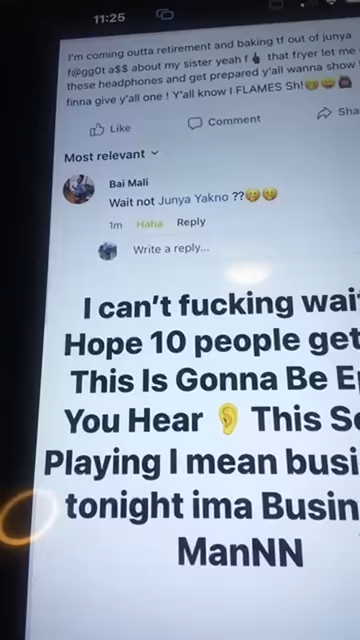 11:25
I'm coming outta retirement and baking tf out of junya
f@gg0t a$$ about my sister yeah f👆 that fryer let me
these headphones and get prepared y'all wanna show
finna give y'all one ! Y'all know I FLAMES Sh!
Like
Comment
Sha
Most relevant
Bai Mali
Wait not Junya Yakno ??🤭🤭
1m Haha Reply
Write a reply...
I can't fucking wai
Hope 10 people get
This Is Gonna Be E
You Hear 👂 This S
Playing I mean busi
tonight ima Busin
ManNN